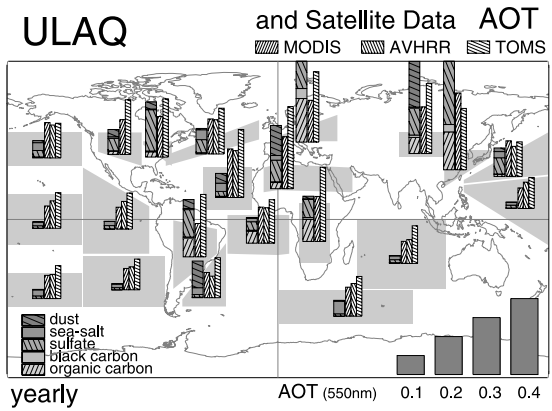 ULAQ and Satellite Data AOT
MODIS AVHRR TOMS
dust
sea-salt
sulfate
black carbon
organic carbon
yearly AOT (550nm) 0.1 0.2 0.3 0.4